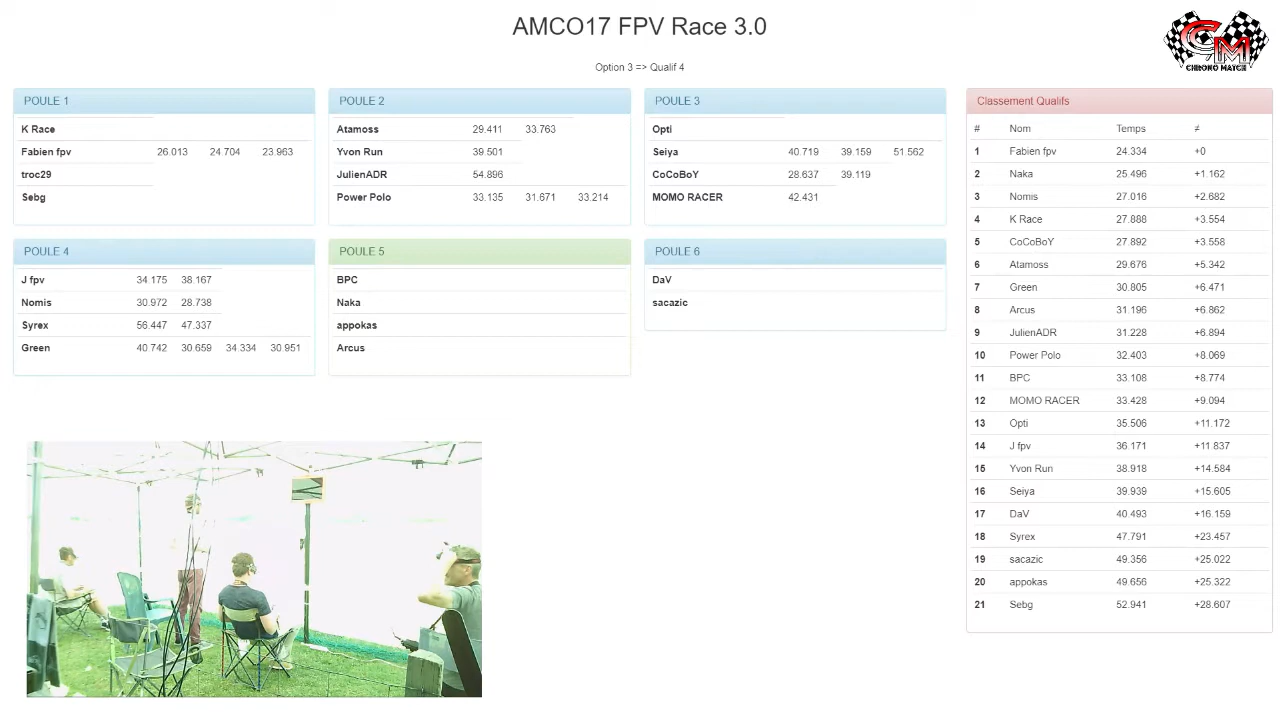 AMCO17 FPV Race 3.0
CM
CHRONO MATCH
Option 3 => Qualif 4
POULE 1
K Race
Fabien fpv 26.013 24 704 23.963
troc29
Sebg
POULE 2
Atamoss 29.411 33.763
Yvon Run 39.501
JulienADR 54.896
Power Polo 33.135 31.671 33.214
POULE 3
Opti
Seiya 40.719 39.159 51.562
CoCoBoY 28.637 39.119
MOMO RACER 42.431
POULE 4
J fpv 34.175 38.167
Nomis 30.972 28.738
Syrex 56.447 47.337
Green 40.742 30.659 34.334 30.951
POULE 5
BPC
Naka
appokas
Arcus
POULE 6
DaV
sacazic
Classement Qualifs
# Nom Temps ≠
1 Fabien fpv 24.334 +0
2 Naka 25.496 +1.162
3 Nomis 27.016 +2.682
4 K Race 27.888 +3.554
5 CoCoBoY 27.892 +3.558
6 Atamoss 29.676 +5.342
7 Green 30.805 +6.471
8 Arcus 31.196 +6.862
9 JulienADR 31.228 +6.894
10 Power Polo 32.403 +8.069
11 BPC 33.108 +8.774
12 MOMO RACER 33.428 +9.094
13 Opti 35.506 +11.172
14 J fpv 36.171 +11.837
15 Yvon Run 38.918 +14.584
16 Seiya 39.939 +15.605
17 DaV 40.493 +16.159
18 Syrex 47.791 +23.457
19 sacazic 49.356 +25.022
20 appokas 49.656 +25.322
21 Sebg 52.941 +28.607